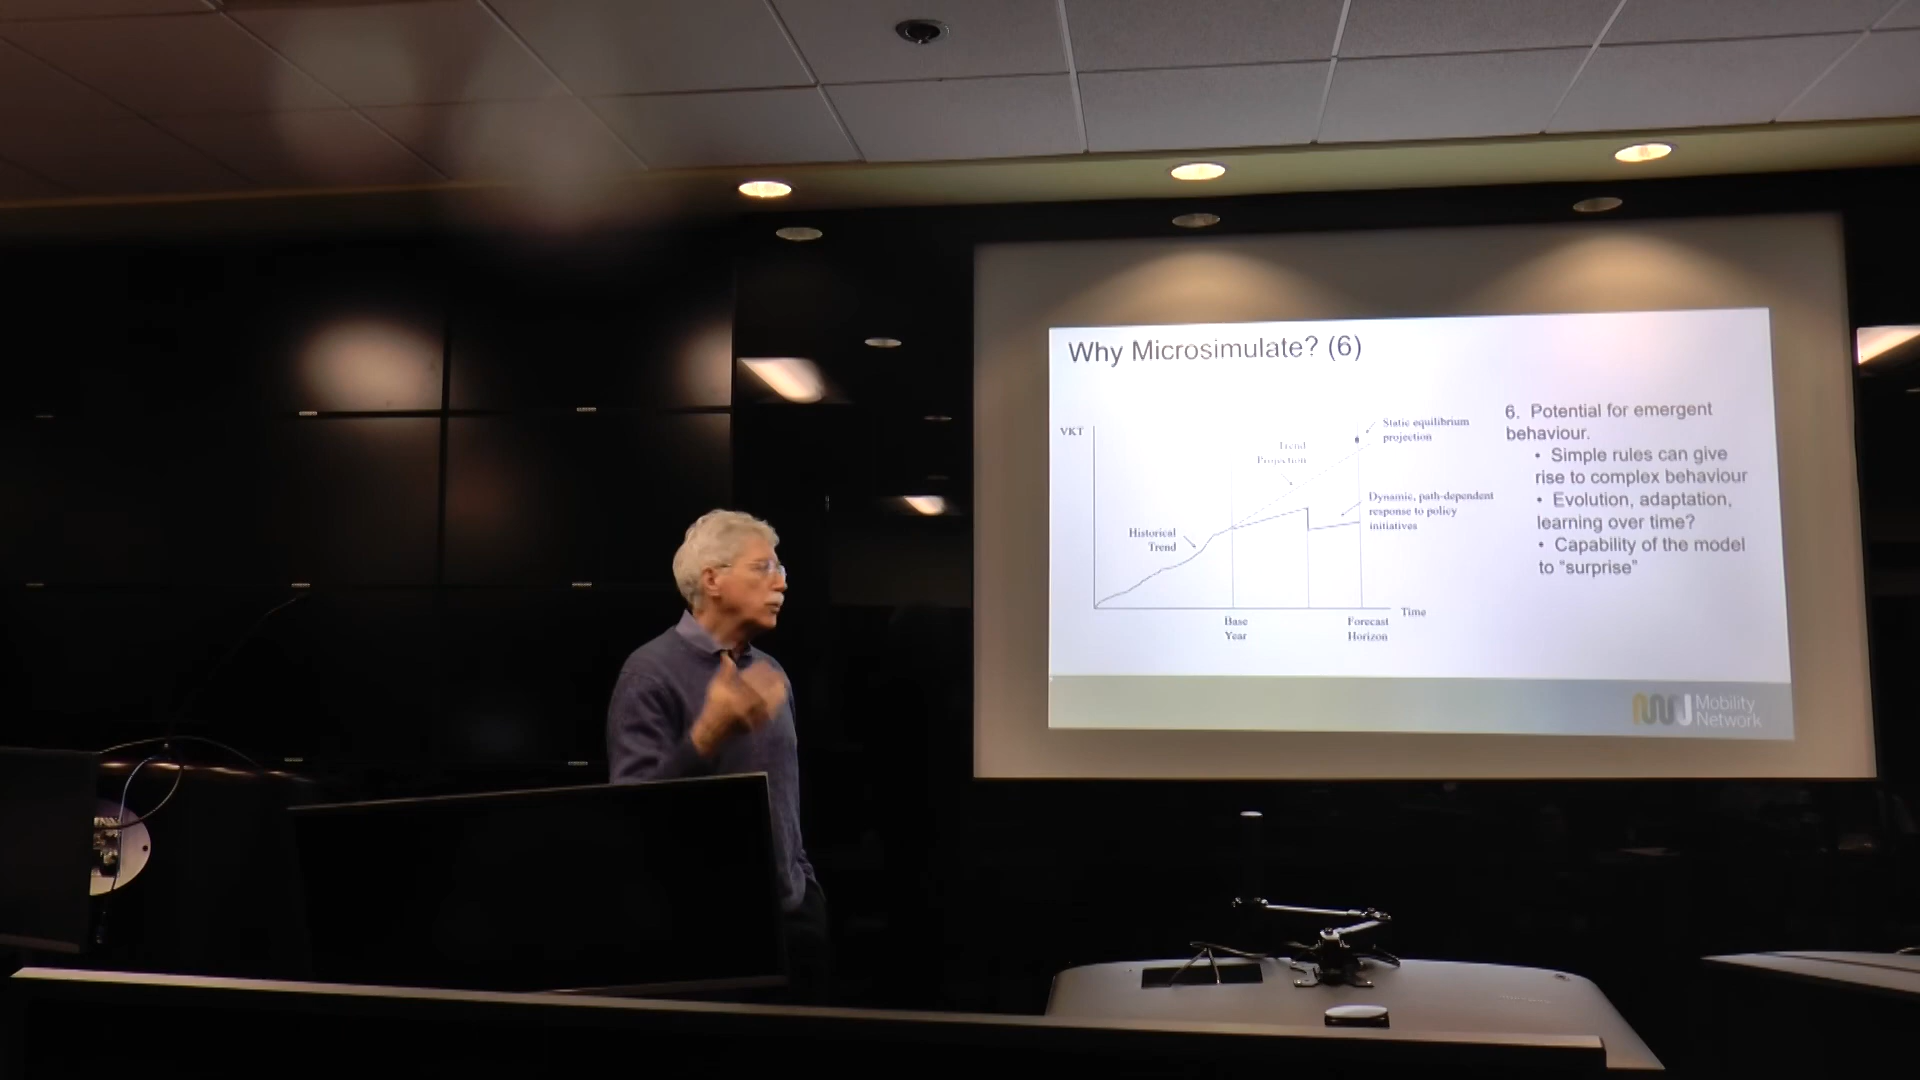 Why Microsimulate? (6)
VKT
Trend
Projection
Static equilibrium
projection
Dynamic, path-dependent
response to policy
initiatives
Historical
Trend
Time
Base
Year
Forecast
Horizon
6. Potential for emergent
behaviour.
• Simple rules can give
rise to complex behaviour
• Evolution, adaptation,
learning over time?
• Capability of the model
to “surprise”
Mobility
Network